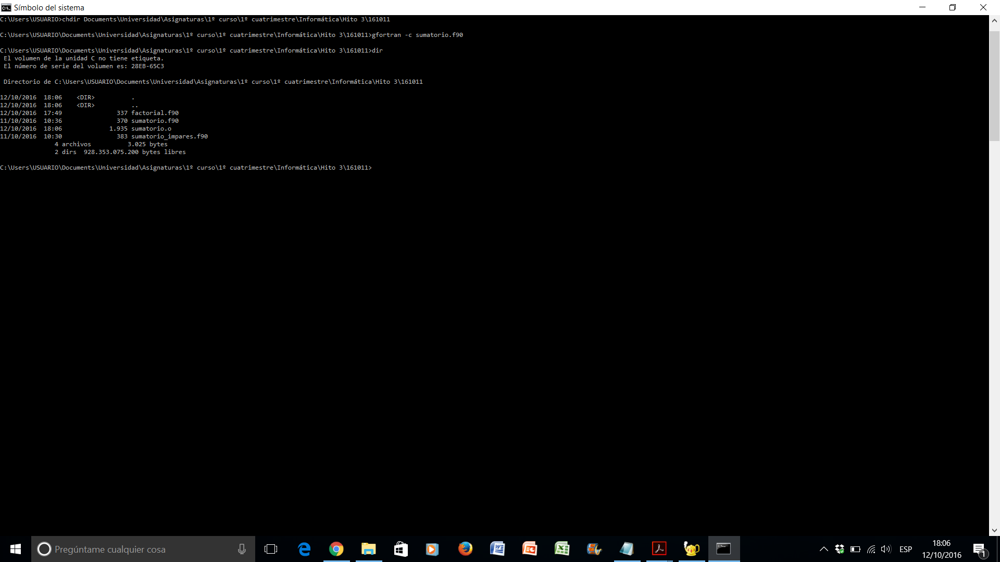 Símbolo del sistema
C:\Users\USUARIO>chdir Documents\Universidad\Asignaturas\1º curso\1º cuatrimestre\Informática\Hito 3\161011
C:\Users\USUARIO\Documents\Universidad\Asignaturas\1º curso\1º cuatrimestre\Informática\Hito 3\161011>gfortran -c sumatorio.f90
C:\Users\USUARIO\Documents\Universidad\Asignaturas\1º curso\1º cuatrimestre\Informática\Hito 3\161011>dir
El volumen de la unidad C no tiene etiqueta.
El número de serie del volumen es: 28EB-65C3
Directorio de C:\Users\USUARIO\Documents\Universidad\Asignaturas\1º curso\1º cuatrimestre\Informática\Hito 3\161011
12/10/2016  18:06    <DIR>          .
12/10/2016  18:06    <DIR>          ..
12/10/2016  17:49               337 factorial.f90
11/10/2016  10:36               370 sumatorio.f90
12/10/2016  18:06             1.935 sumatorio.o
11/10/2016  10:30               383 sumatorio_impares.f90
4 archivos          3.025 bytes
2 dirs  928.353.075.200 bytes libres
C:\Users\USUARIO\Documents\Universidad\Asignaturas\1º curso\1º cuatrimestre\Informática\Hito 3\161011>
Pregúntame cualquier cosa
ESP
18:06
12/10/2016
1